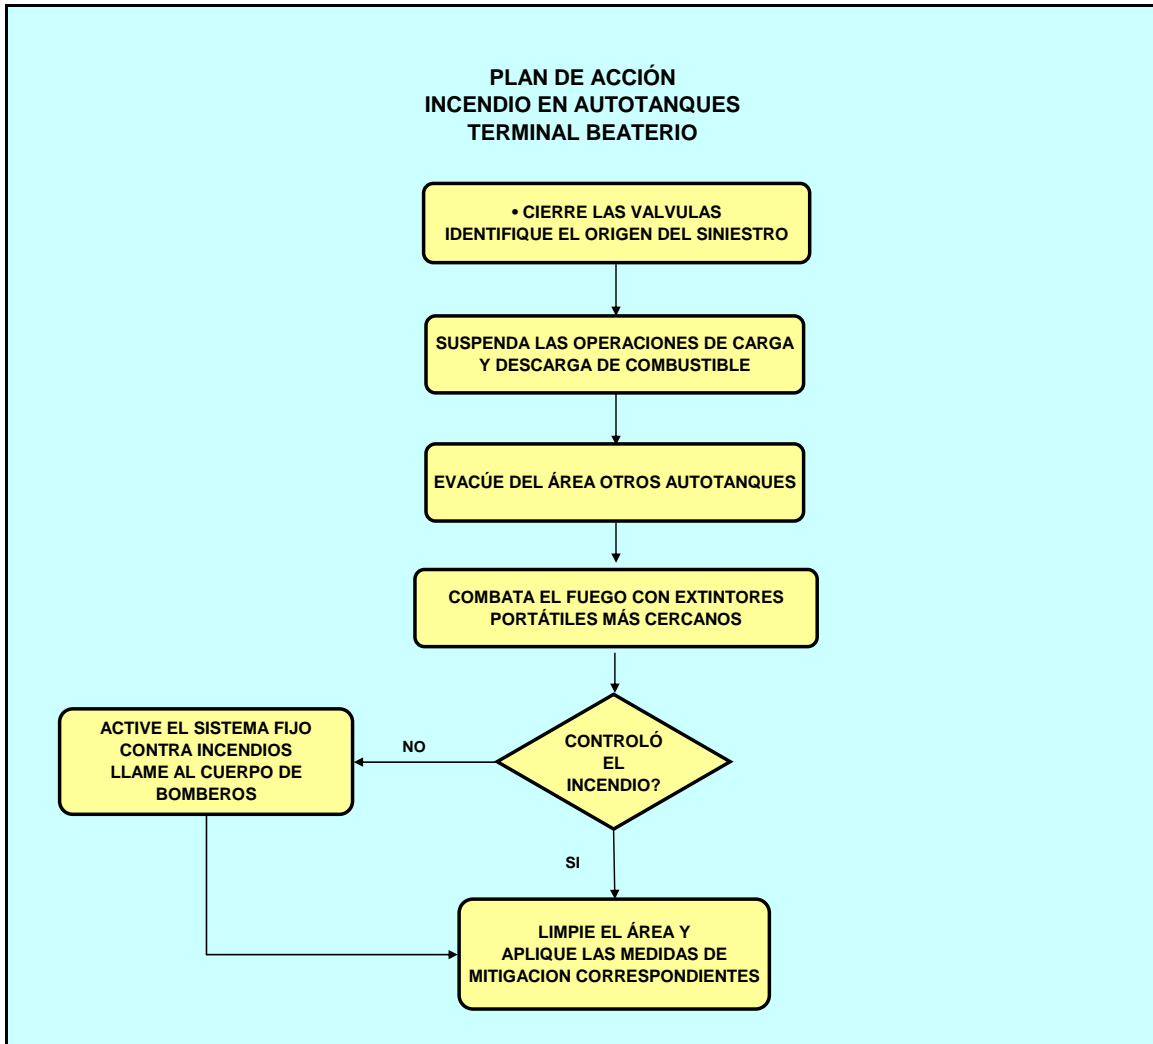 PLAN DE ACCIÓN
INCENDIO EN AUTOTANQUES
TERMINAL BEATERIO
• CIERRE LAS VALVULAS
IDENTIFIQUE EL ORIGEN DEL SINIESTRO
SUSPENDA LAS OPERACIONES DE CARGA
Y DESCARGA DE COMBUSTIBLE
EVACÚE DEL ÁREA OTROS AUTOTANQUES
COMBATA EL FUEGO CON EXTINTORES
PORTÁTILES MÁS CERCANOS
CONTROLÓ
EL
INCENDIO?
NO
ACTIVE EL SISTEMA FIJO
CONTRA INCENDIOS
LLAME AL CUERPO DE
BOMBEROS
SI
LIMPIE EL ÁREA Y
APLIQUE LAS MEDIDAS DE
MITIGACION CORRESPONDIENTES